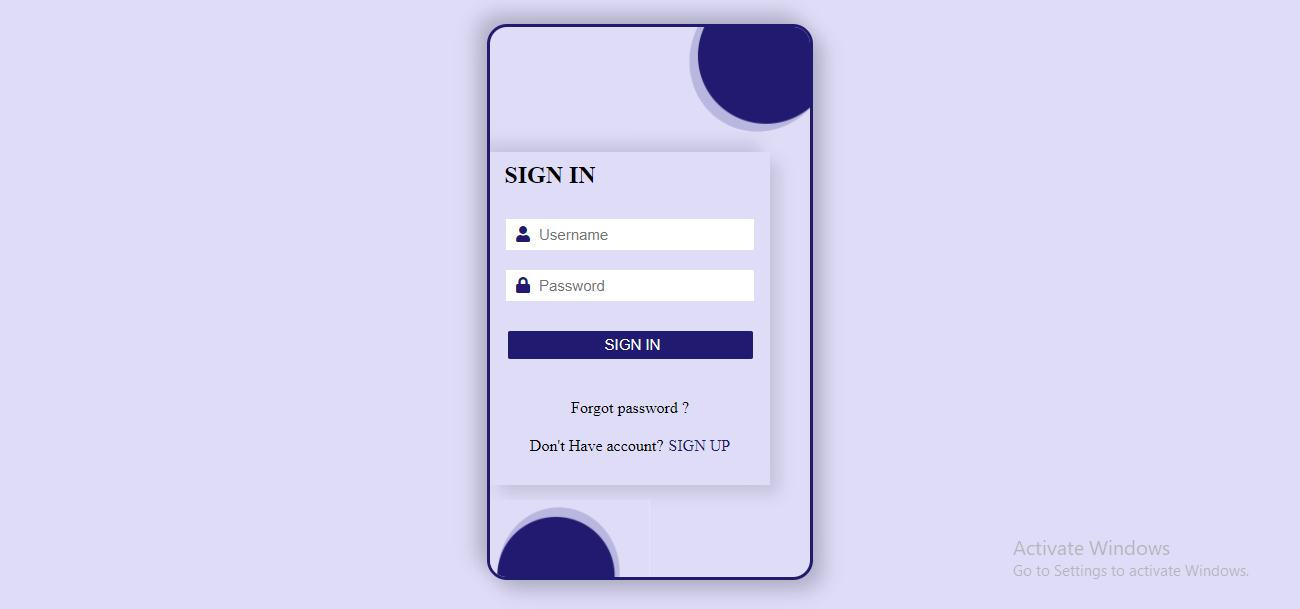 SIGN IN
Username
Password
SIGN IN
Forgot password ?
Don't Have account? SIGN UP
Activate Windows
Go to Settings to activate Windows.